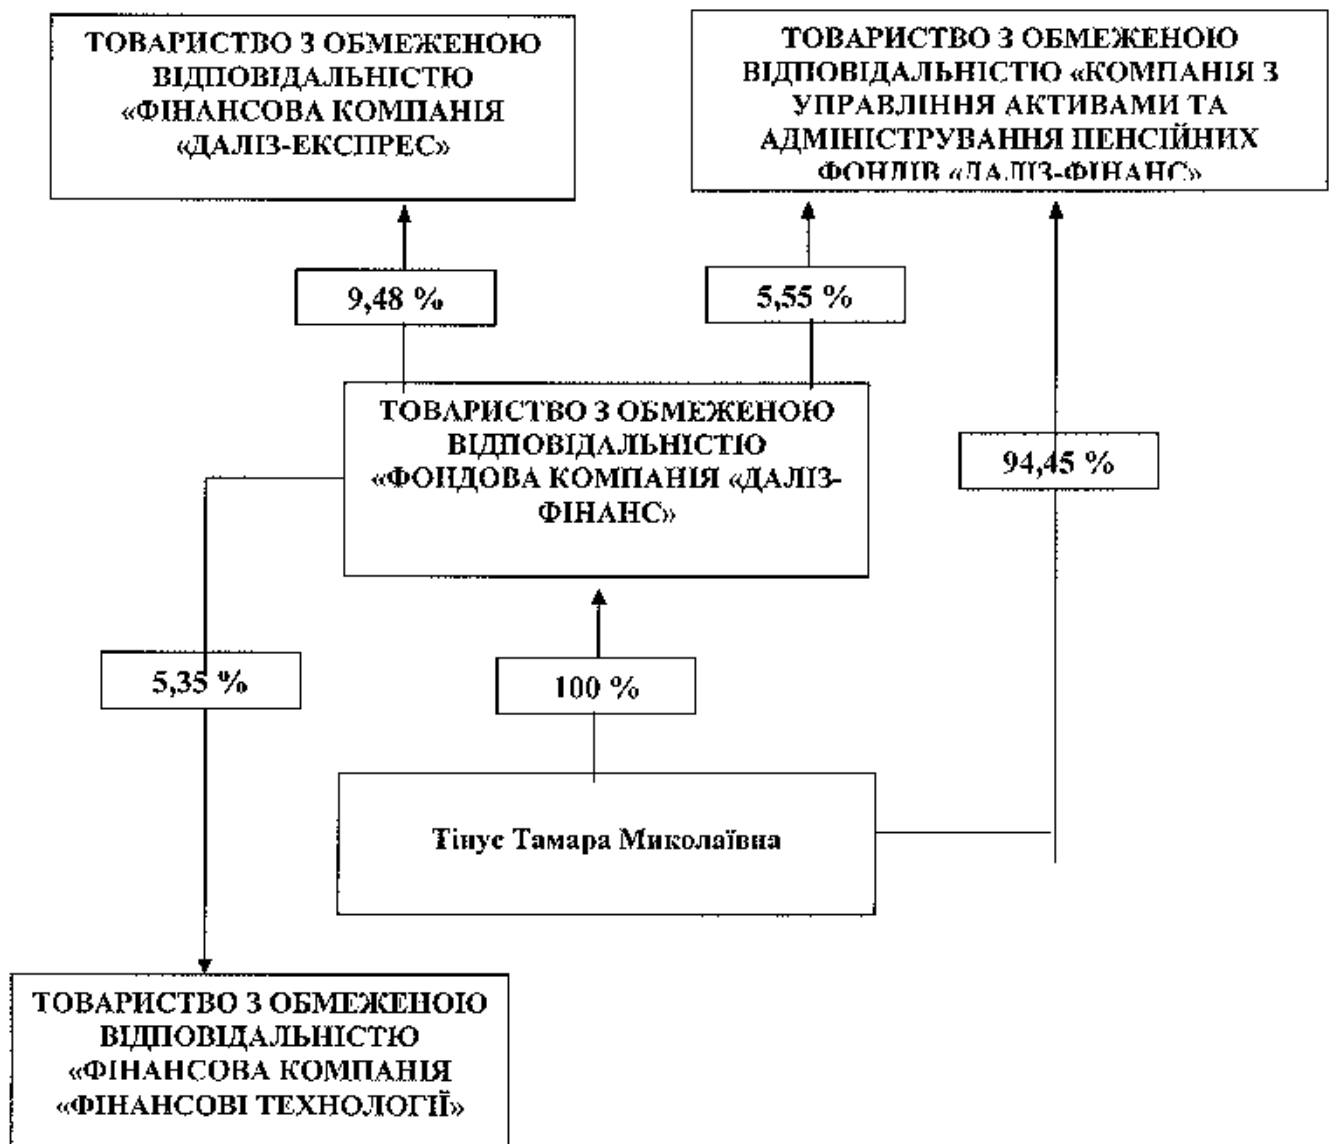 ТОВАРИСТВО З ОБМЕЖЕНОЮ
ВІДПОВІДАЛЬНІСТЮ
«ФІНАНСОВА КОМПАНІЯ
«ДАЛІЗ-ЕКСПРЕС»
ТОВАРИСТВО З ОБМЕЖЕНОЮ
ВІДПОВІДАЛЬНІСТЮ «КОМПАНІЯ З
УПРАВЛІННЯ АКТИВАМИ ТА
АДМІНІСТРУВАННЯ ПЕНСІЙНИХ
ФОНДІВ «ДАЛІЗ-ФІНАНС»
9,48 %
5,55 %
ТОВАРИСТВО З ОБМЕЖЕНОЮ
ВІДПОВІДАЛЬНІСТЮ
«ФОНДОВА КОМПАНІЯ «ДАЛІЗ-
ФІНАНС»
94,45 %
5,35 %
100 %
Тінус Тамара Миколаївна
ТОВАРИСТВО З ОБМЕЖЕНОЮ
ВІДПОВІДАЛЬНІСТЮ
«ФІНАНСОВА КОМПАНІЯ
«ФІНАНСОВІ ТЕХНОЛОГІЇ»